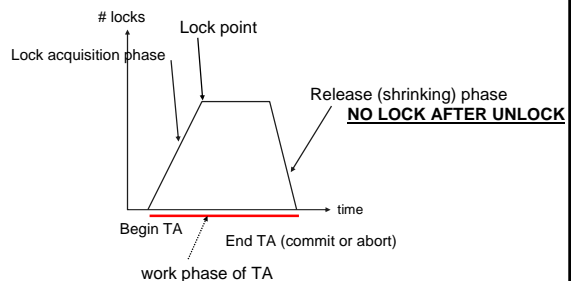 # locks
Lock point
Lock acquisition phase
Release (shrinking) phase
NO LOCK AFTER UNLOCK
time
Begin TA
End TA (commit or abort)
work phase of TA